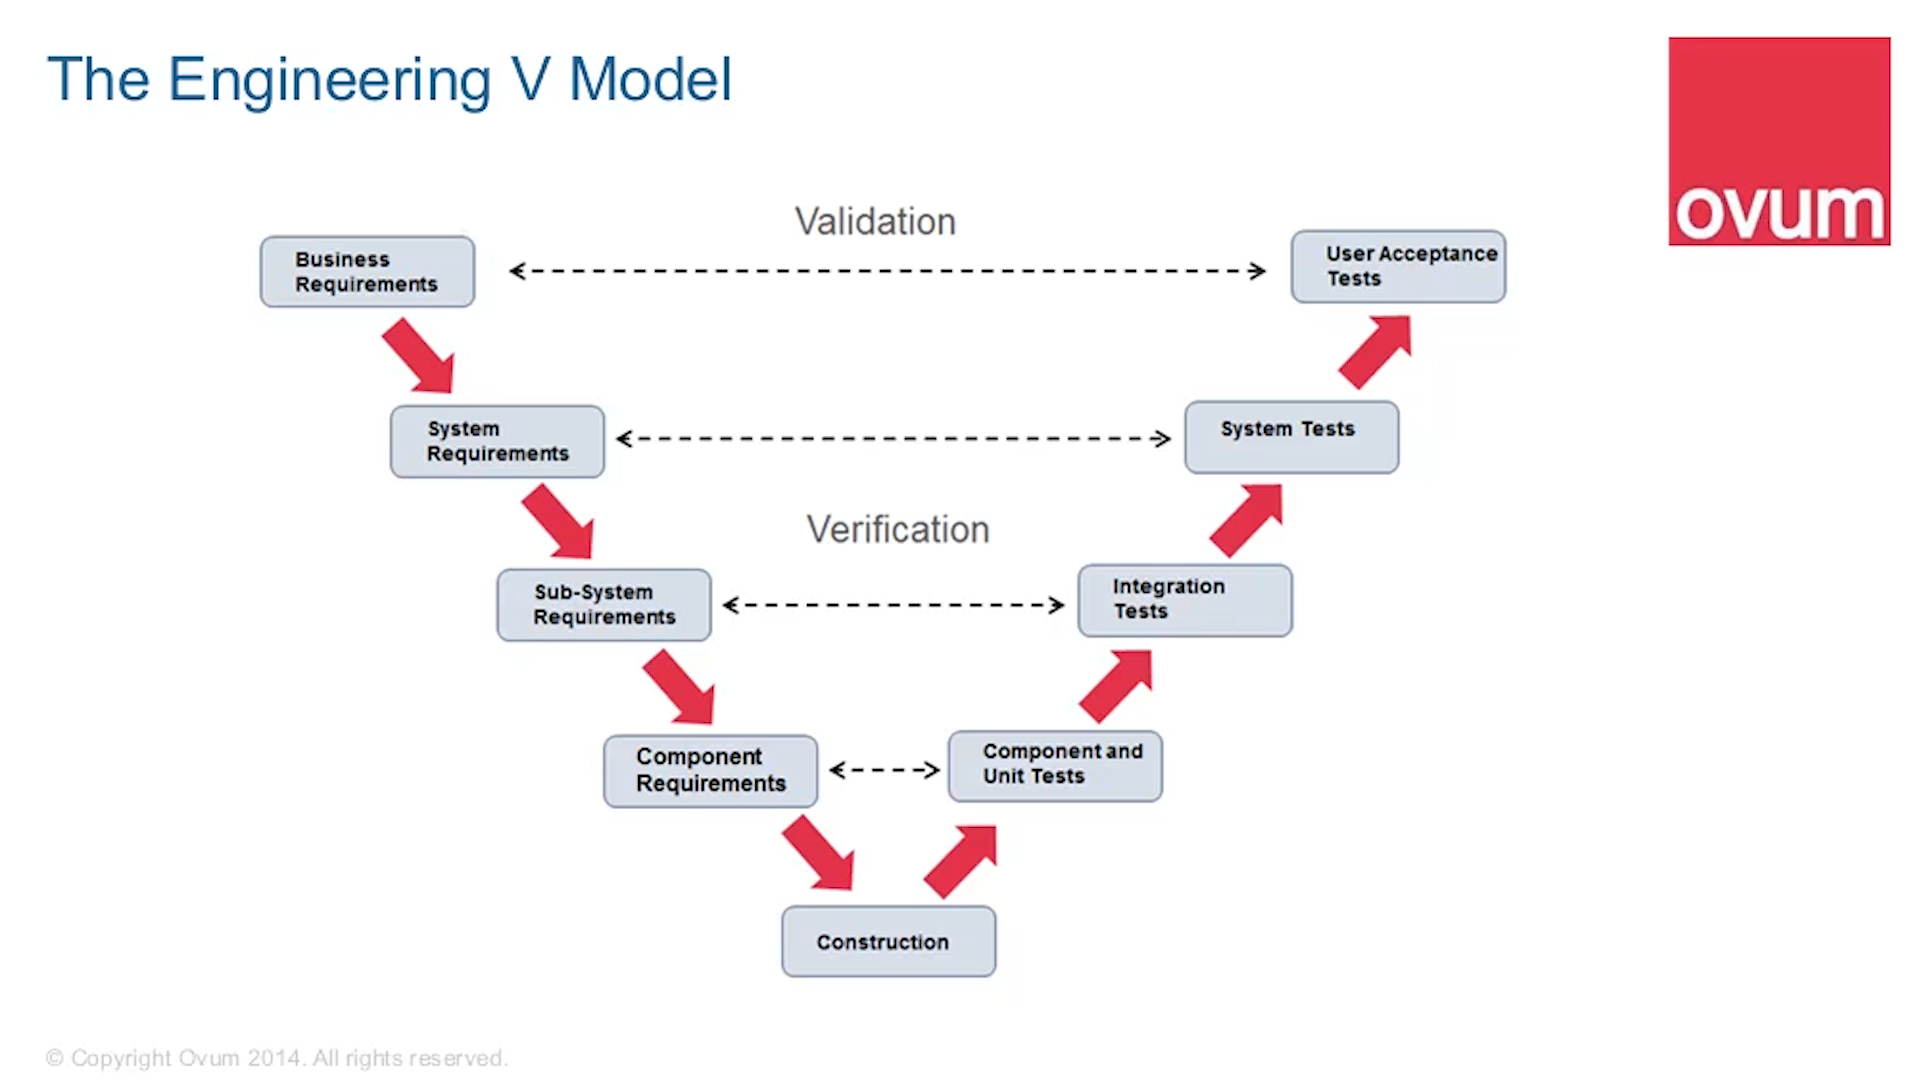 The Engineering V Model
ovum
Validation
Business
Requirements
User Acceptance
Tests
System
Requirements
System Tests
Verification
Sub-System
Requirements
Integration
Tests
Component
Requirements
Component and
Unit Tests
Construction
© Copyright Ovum 2014. All rights reserved.